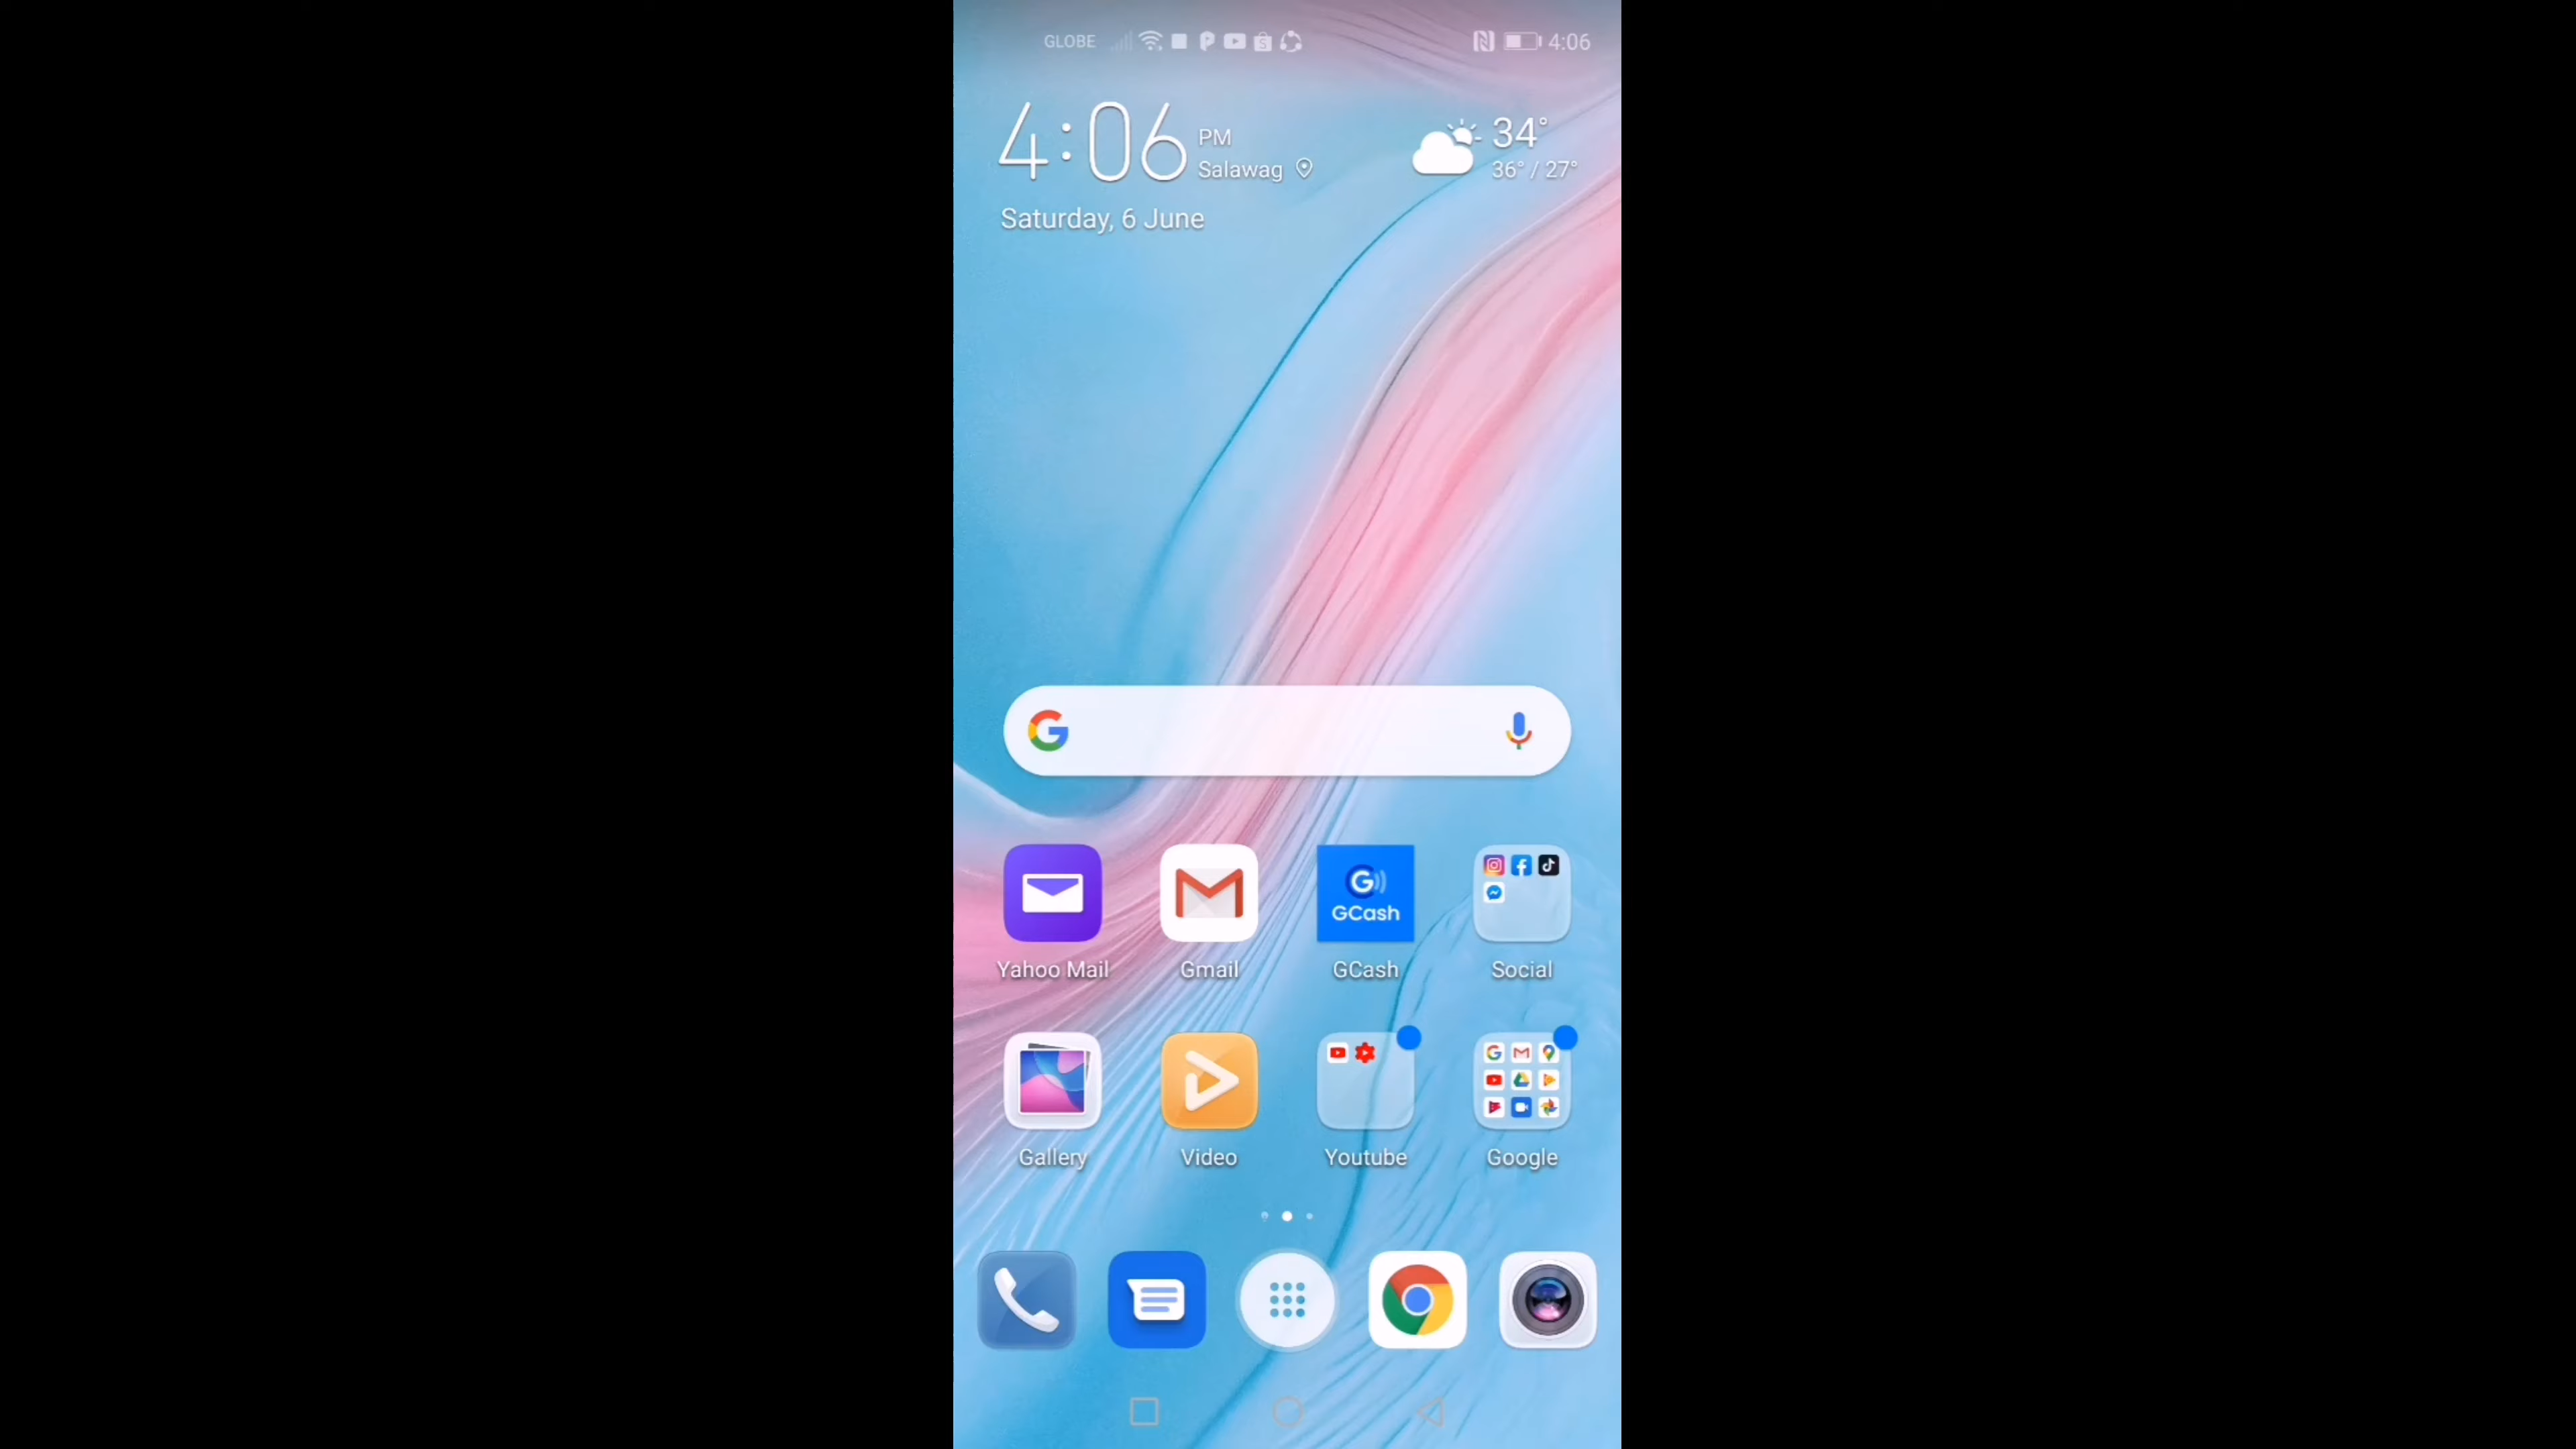 GLOBE 4:06
4:06 PM
Salawag
34°
36° / 27°
Saturday, 6 June
GCash
Yahoo Mail Gmail GCash Social
Gallery Video Youtube Google